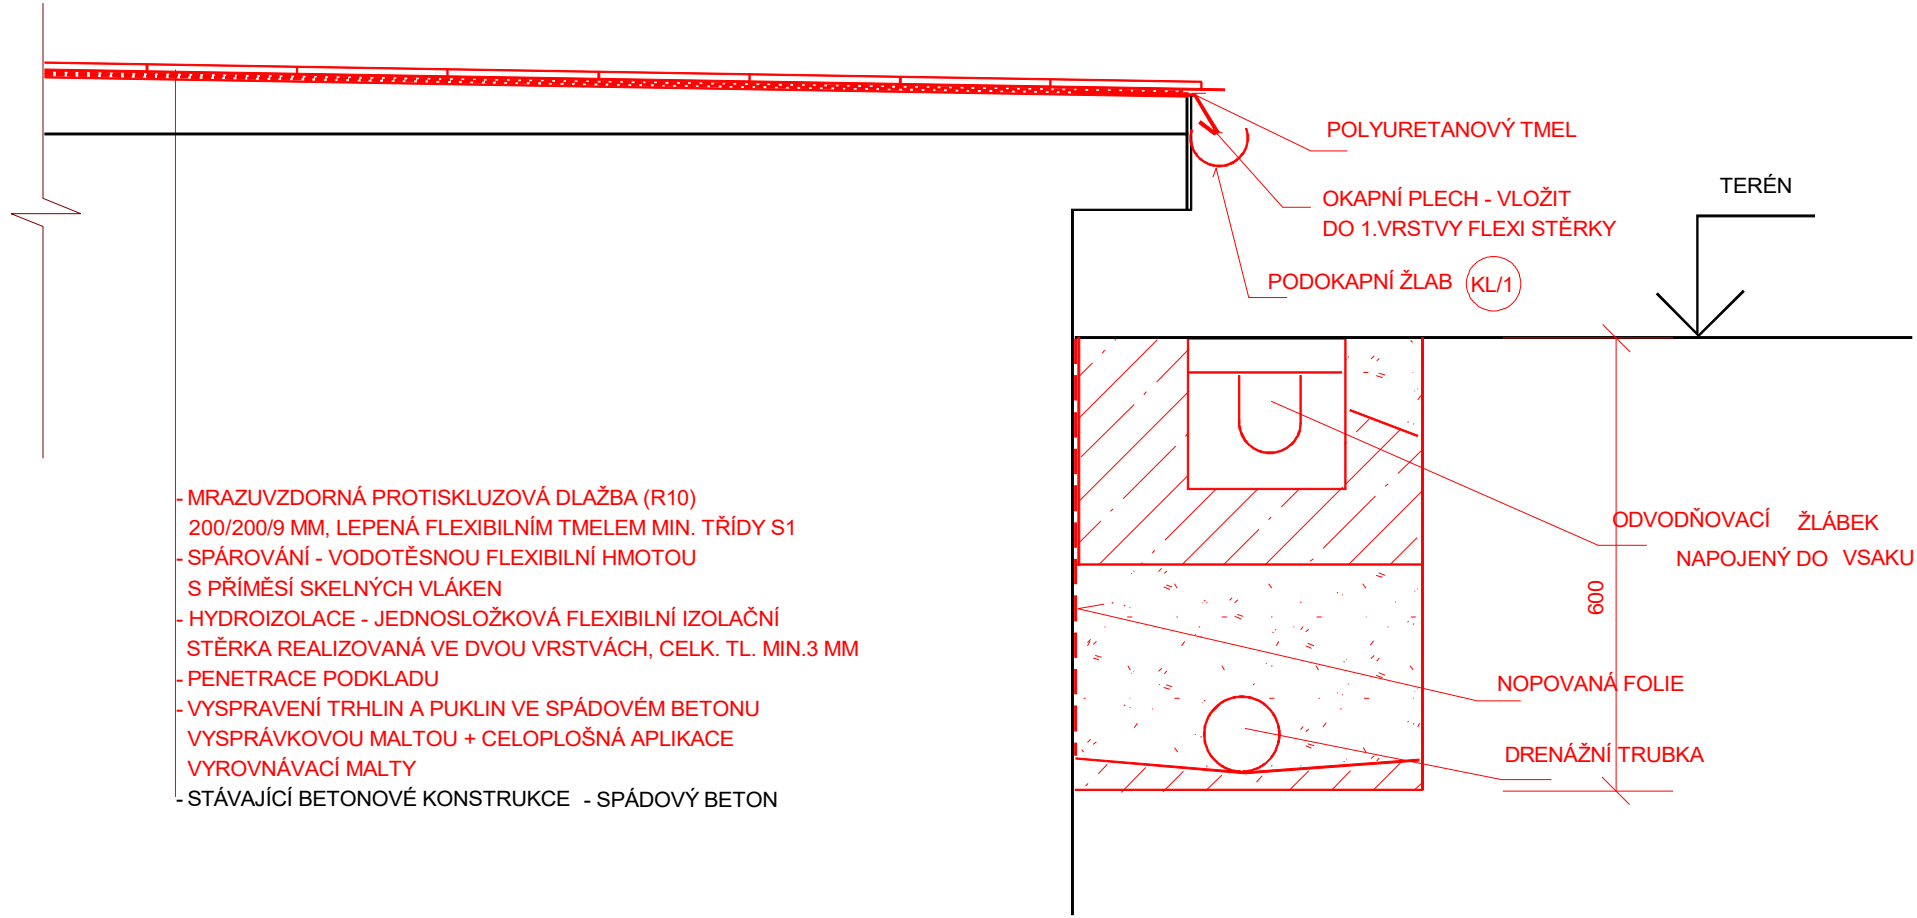 POLYURETANOVÝ TMEL
OKAPNÍ PLECH - VLOŽIT
DO 1.VRSTVY FLEXI STĚRKY
PODOKAPNÍ ŽLAB KL/1
TERÉN
- MRAZUVZDORNÁ PROTISKLUZOVÁ DLAŽBA (R10)
200/200/9 MM, LEPENÁ FLEXIBILNÍM TMELEM MIN. TŘÍDY S1
- SPÁROVÁNÍ - VODOTĚSNOU FLEXIBILNÍ HMOTOU
S PŘÍMĚSÍ SKELNÝCH VLÁKEN
- HYDROIZOLACE - JEDNOSLOŽKOVÁ FLEXIBILNÍ IZOLAČNÍ
STĚRKA REALIZOVANÁ VE DVOU VRSTVÁCH, CELK. TL. MIN.3 MM
- PENETRACE PODKLADU
- VYSPRAVENÍ TRHLIN A PUKLIN VE SPÁDOVÉM BETONU
VYSPRÁVKOVOU MALTOU + CELOPLOŠNÁ APLIKACE
VYROVNÁVACÍ MALTY
- STÁVAJÍCÍ BETONOVÉ KONSTRUKCE - SPÁDOVÝ BETON
ODVODŇOVACÍ ŽLÁBEK
NAPOJENÝ DO VSAKU
600
NOPOVANÁ FOLIE
DRENÁŽNÍ TRUBKA